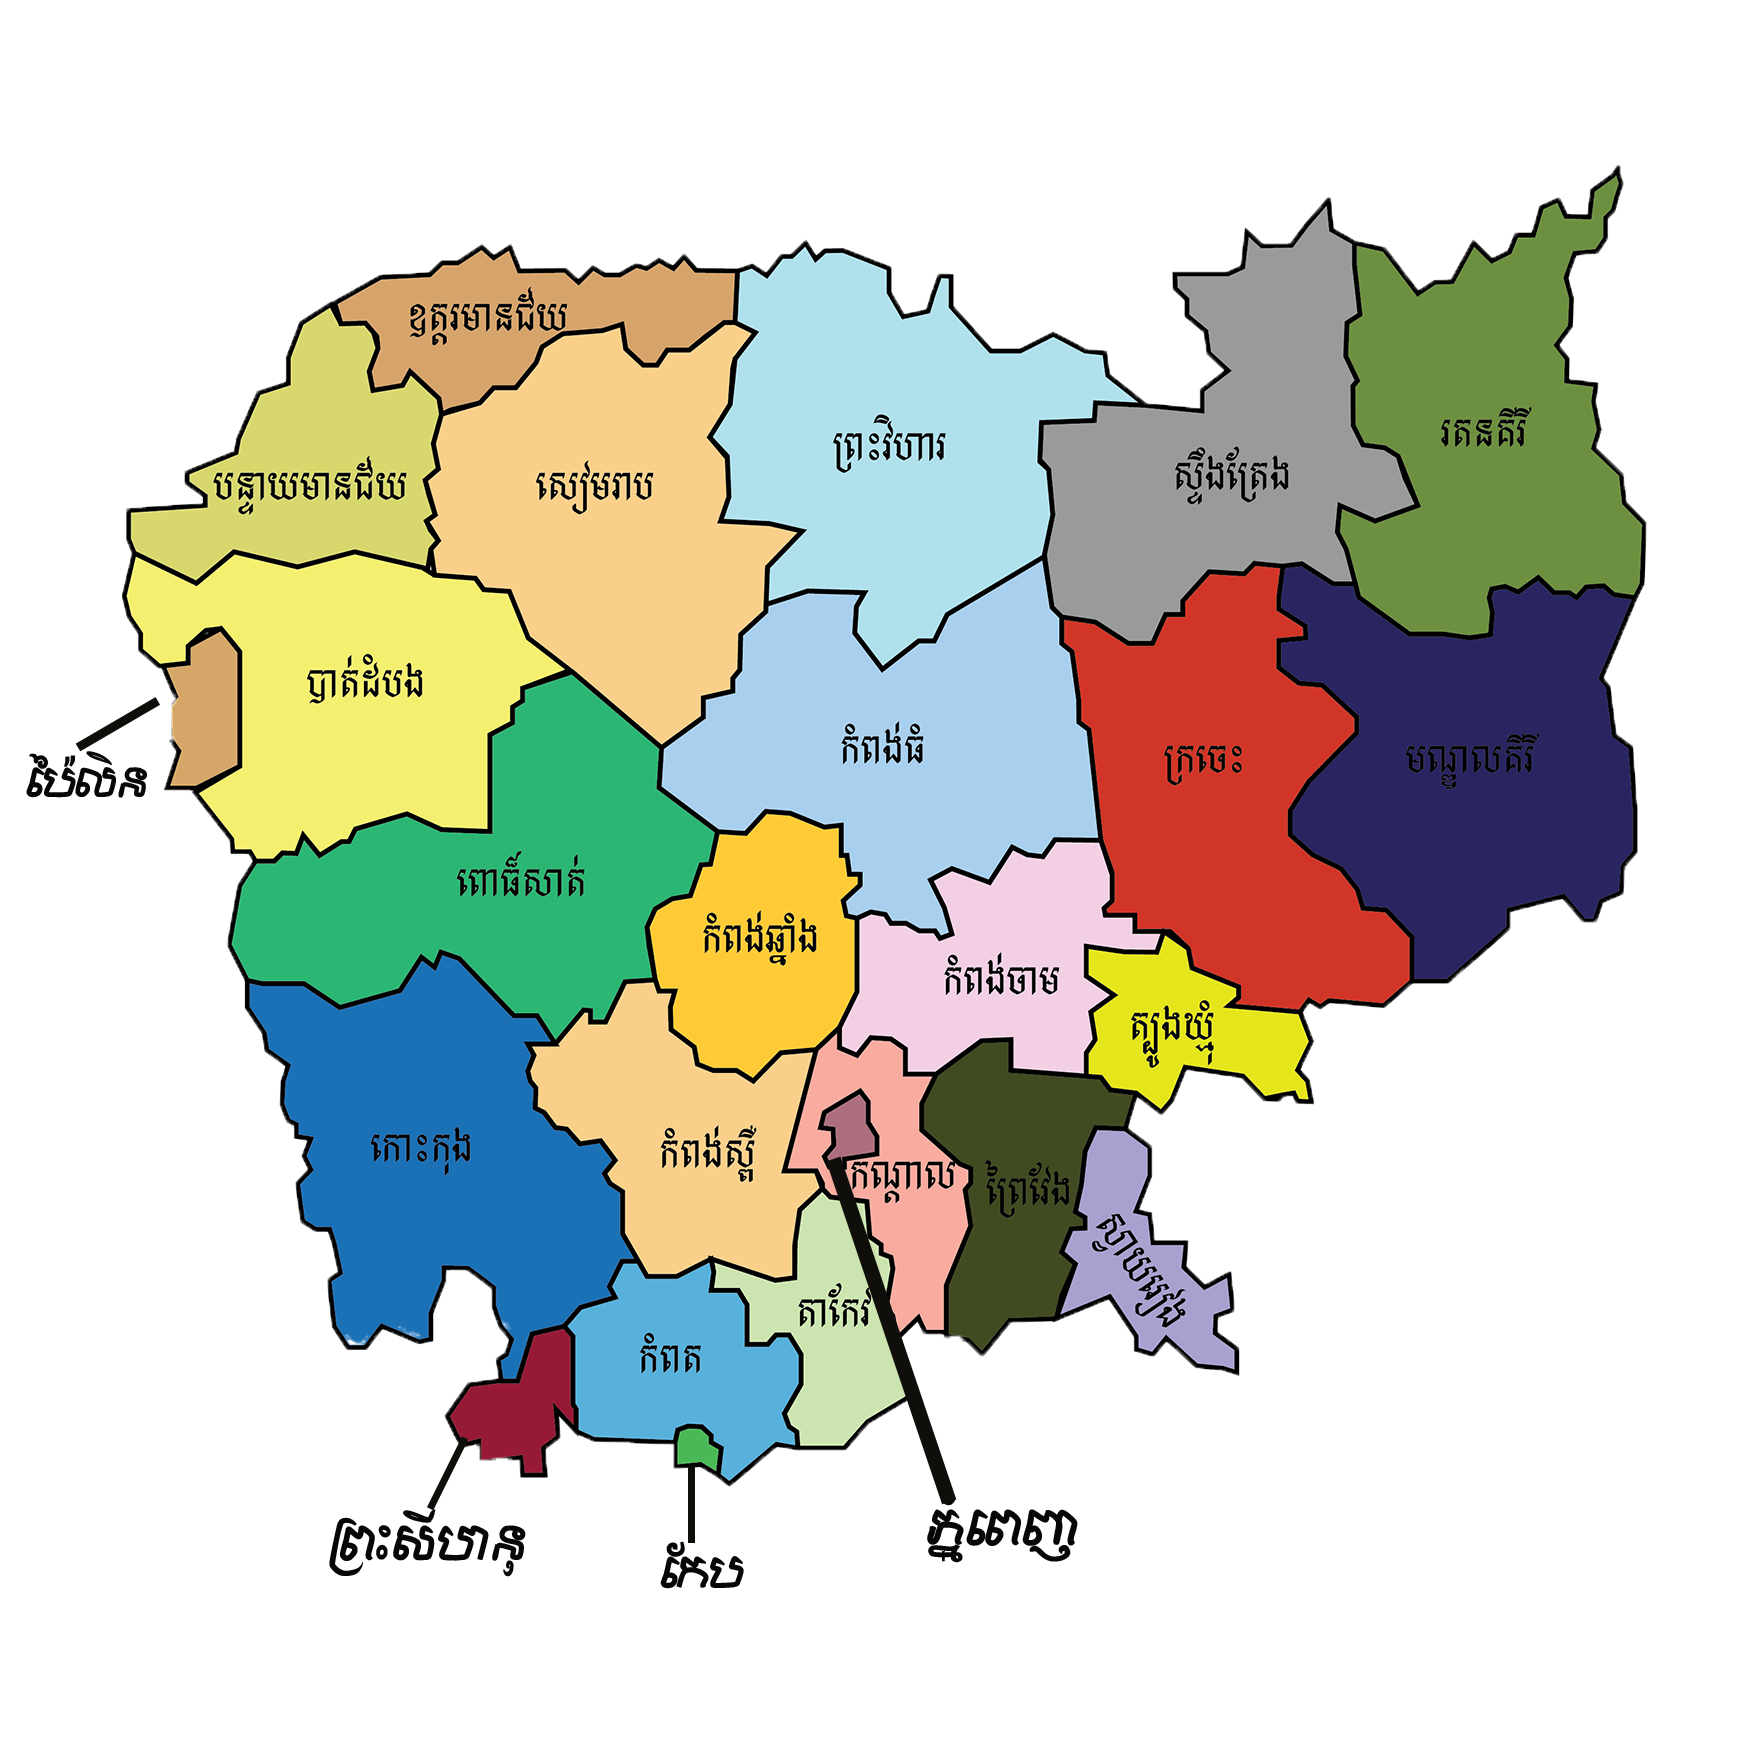 ឧត្តរមានជ័យ
បន្ទាយមានជ័យ
សៀមរាប
ព្រះវិហារ
ស្ទឹងត្រែង
រតនគីរី
បាត់ដំបង
ប៉ៃលិន
កំពង់ធំ
ក្រចេះ
មណ្ឌលគីរី
ពោធិ៍សាត់
កំពង់ឆ្នាំង
កំពង់ចាម
ត្បូងឃ្មុំ
កោះកុង
កំពង់ស្ពឺ
កណ្តាល
ព្រៃវែង
ស្វាយរៀង
តាកែវ
កំពត
ព្រះសីហនុ
កែប
ភ្នំពេញ